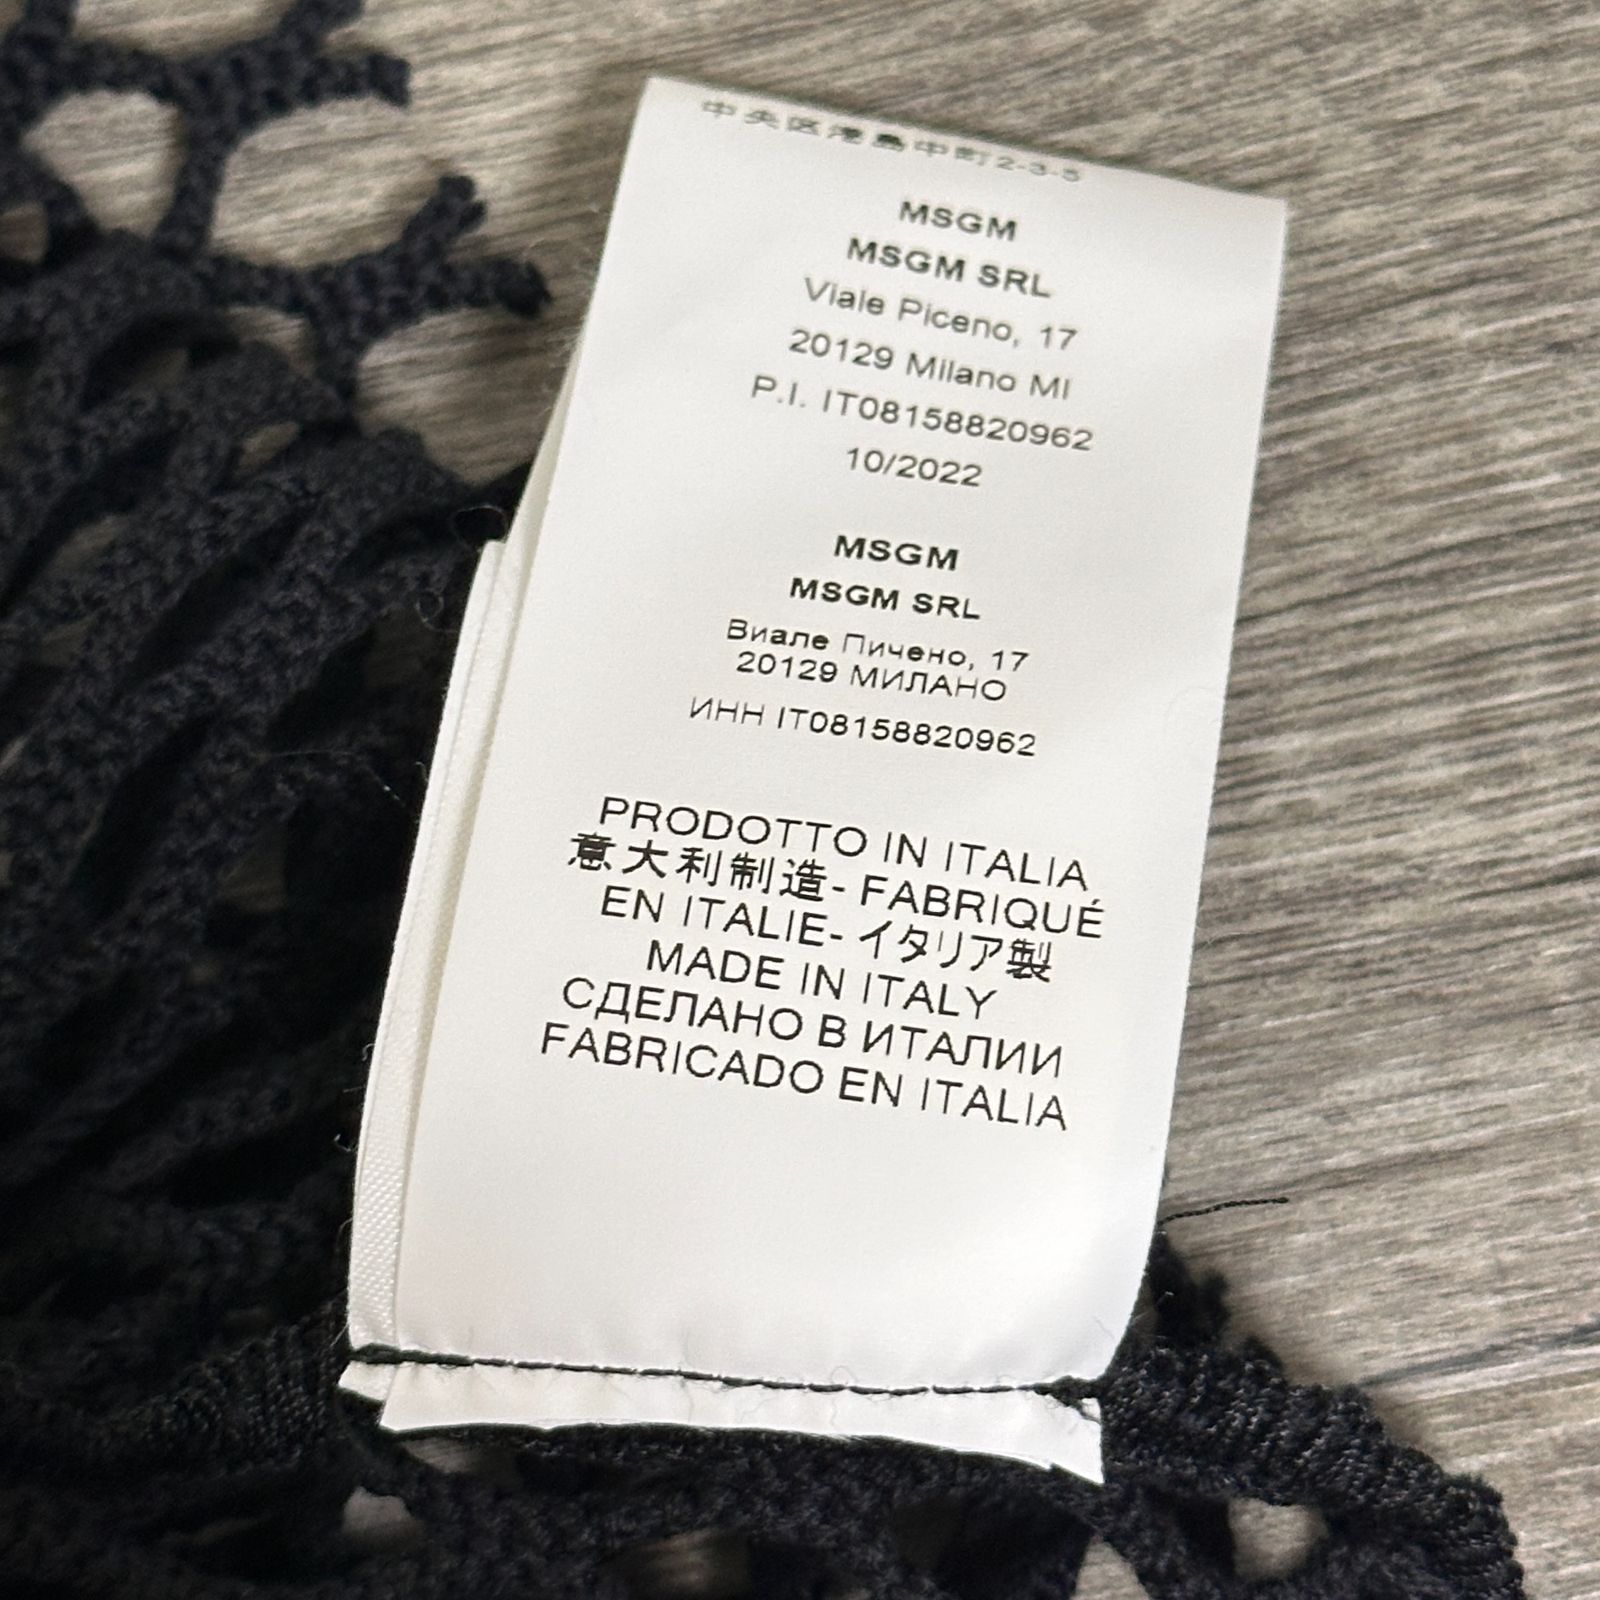 中央区港島中町2-3-5
MSGM
MSGM SRL
Viale Piceno, 17
20129 Milano MI
P.I. IT08158820962
10/2022
MSGM
MSGM SRL
Виале Пичено, 17
20129 МИЛАНО
ИНН IT08158820962
PRODOTTO IN ITALIA
意大利制造- FABRIQUÉ
EN ITALIE- イタリア製
MADE IN ITALY
СДЕЛАНО В ИТАЛИИ
FABRICADO EN ITALIA